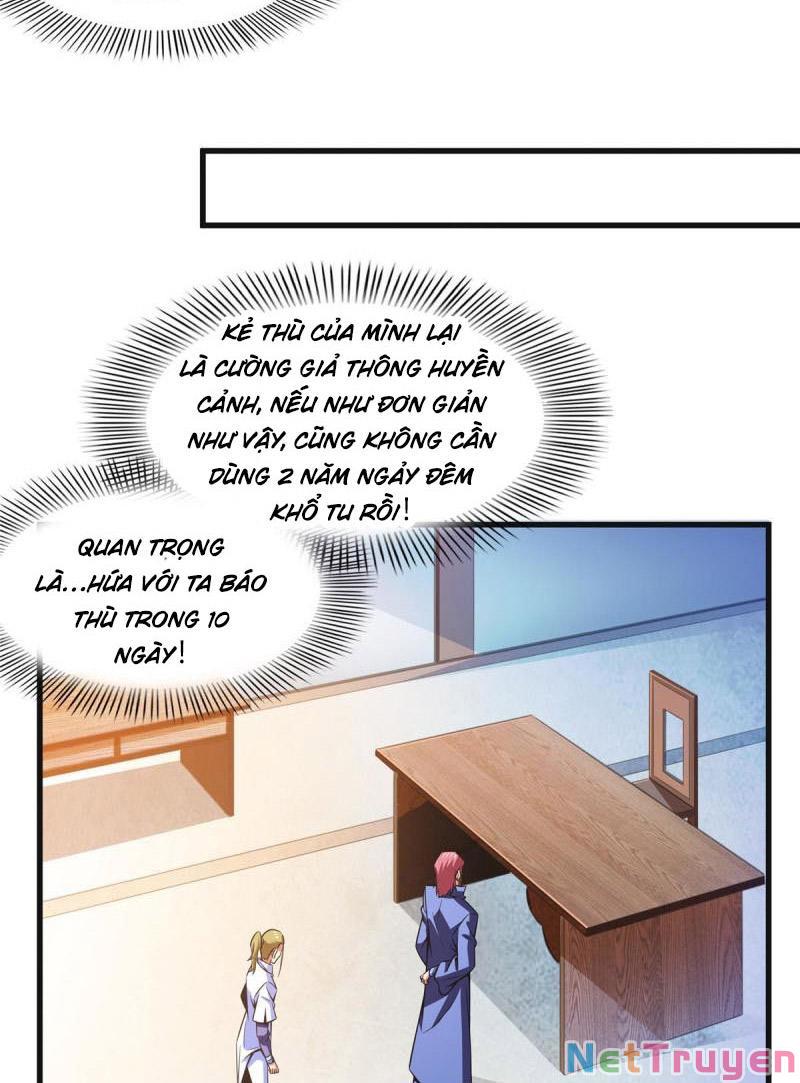 KẺ THÙ CỦA MÌNH LẠI
LÀ CƯỜNG GIẢ THÔNG HUYỀN
CẢNH, NẾU NHƯ ĐƠN GIẢN
NHƯ VẬY, CŨNG KHÔNG CẦN
DÙNG 2 NĂM NGÀY ĐÊM
KHỔ TU RỒI!
QUAN TRỌNG
LÀ...HỨA VỚI TA BÁO
THÙ TRONG 10
NGÀY!
NetTruyen